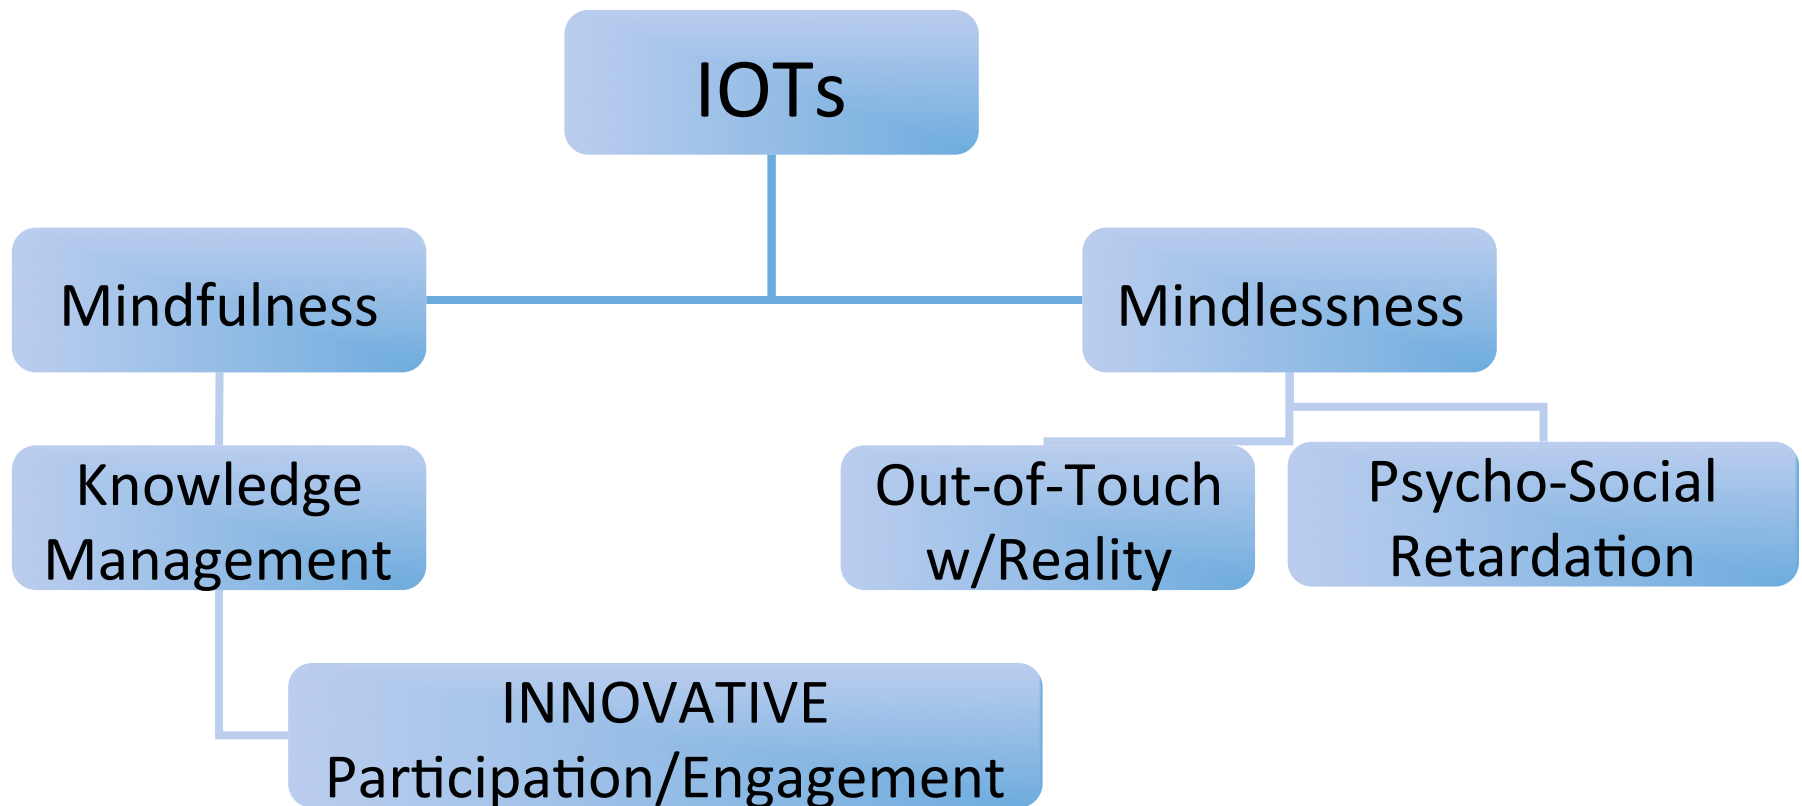 IOTs
Mindfulness
Mindlessness
Knowledge
Management
Out-of-Touch
w/Reality
Psycho-Social
Retardation
INNOVATIVE
Participation/Engagement